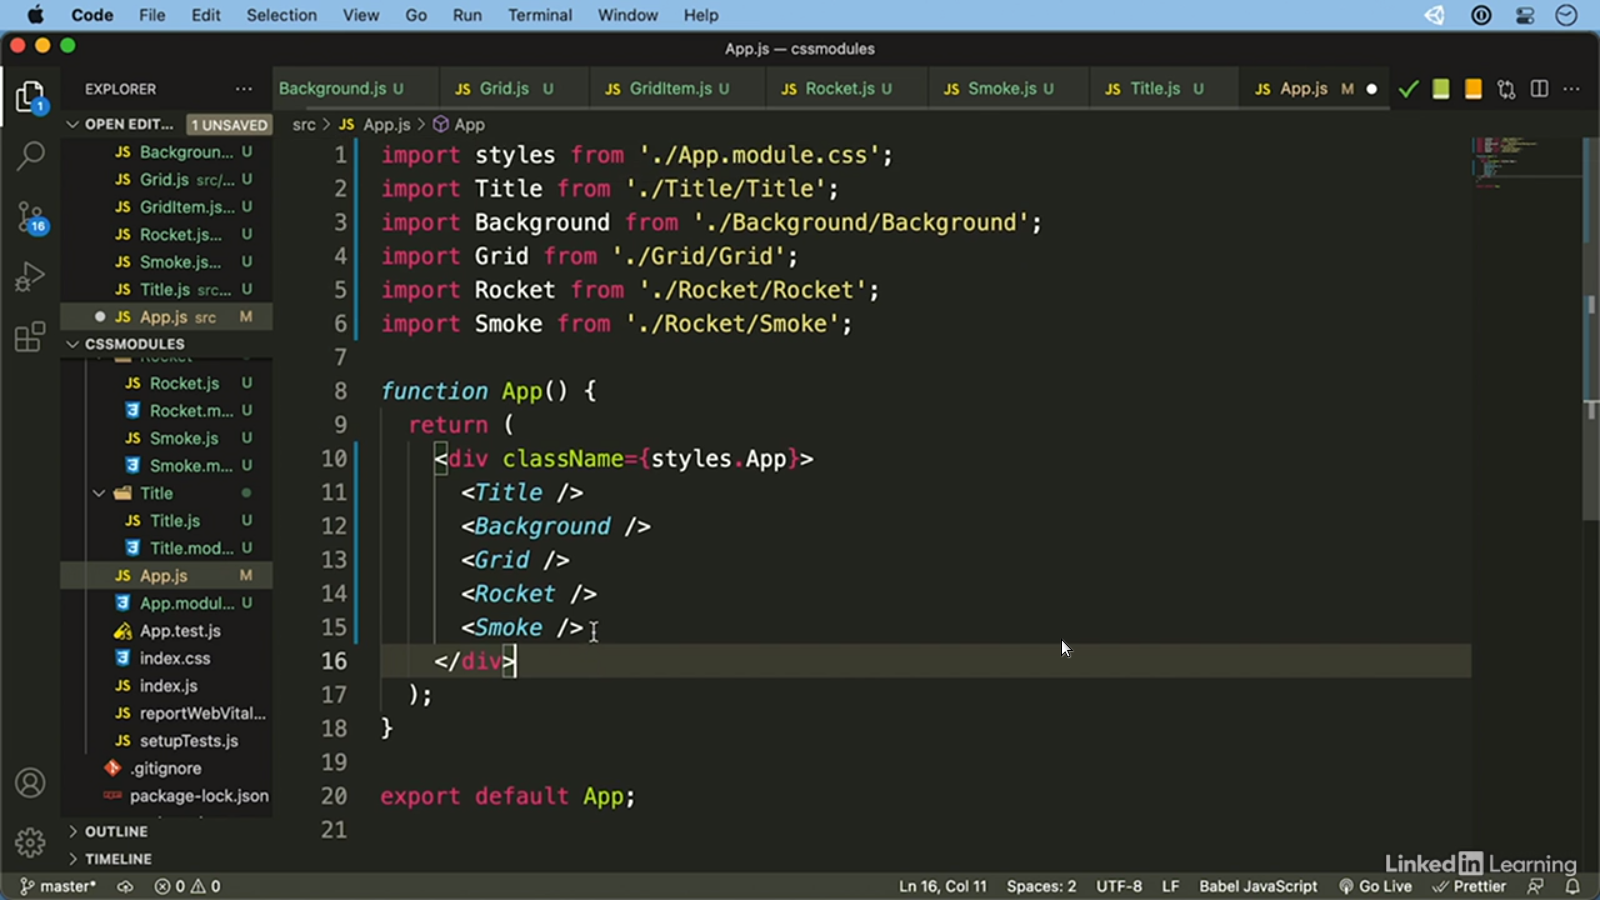 Code File Edit Selection View Go Run Terminal Window Help
App.js — cssmodules
EXPLORER
Background.js U
JS Grid.js U
JS GridItem.js U
JS Rocket.js U
JS Smoke.js U
JS Title.js U
JS App.js M
OPEN EDIT... 1 UNSAVED
src > JS App.js > App
1
16
JS Backgroun... U
JS Grid.js src/... U
JS GridItem.js... U
JS Rocket.js... U
JS Smoke.js... U
JS Title.js src... U
JS App.js src M
CSSMODULES
JS Rocket.js U
Rocket.m... U
JS Smoke.js U
Smoke.m... U
Title
JS Title.js U
Title.mod... U
JS App.js M
App.modul... U
App.test.js
index.css
JS index.js
JS reportWebVital...
JS setupTests.js
.gitignore
package-lock.json
OUTLINE
TIMELINE
1 import styles from './App.module.css';
2 import Title from './Title/Title';
3 import Background from './Background/Background';
4 import Grid from './Grid/Grid';
5 import Rocket from './Rocket/Rocket';
6 import Smoke from './Rocket/Smoke';
7
8 function App() {
9 return (
10 <div className={styles.App}>
11 <Title />
12 <Background />
13 <Grid />
14 <Rocket />
15 <Smoke />
16 </div>
17 );
18 }
19
20 export default App;
21
LinkedIn Learning
master* 0 0 Ln 16, Col 11 Spaces: 2 UTF-8 LF Babel JavaScript Go Live Prettier